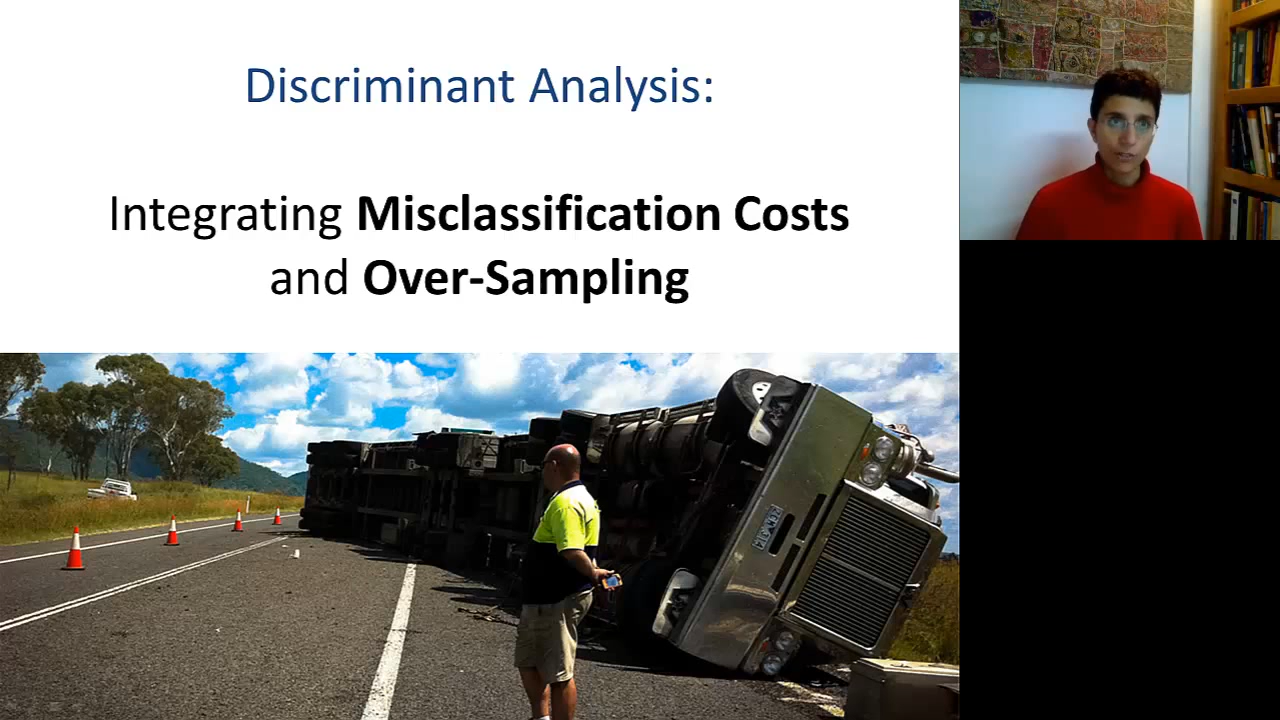 Discriminant Analysis:
Integrating Misclassification Costs
and Over-Sampling